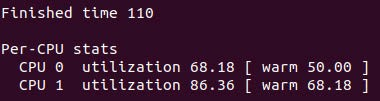 Finished time 110
Per-CPU stats
CPU 0  utilization 68.18 [ warm 50.00 ]
CPU 1  utilization 86.36 [ warm 68.18 ]